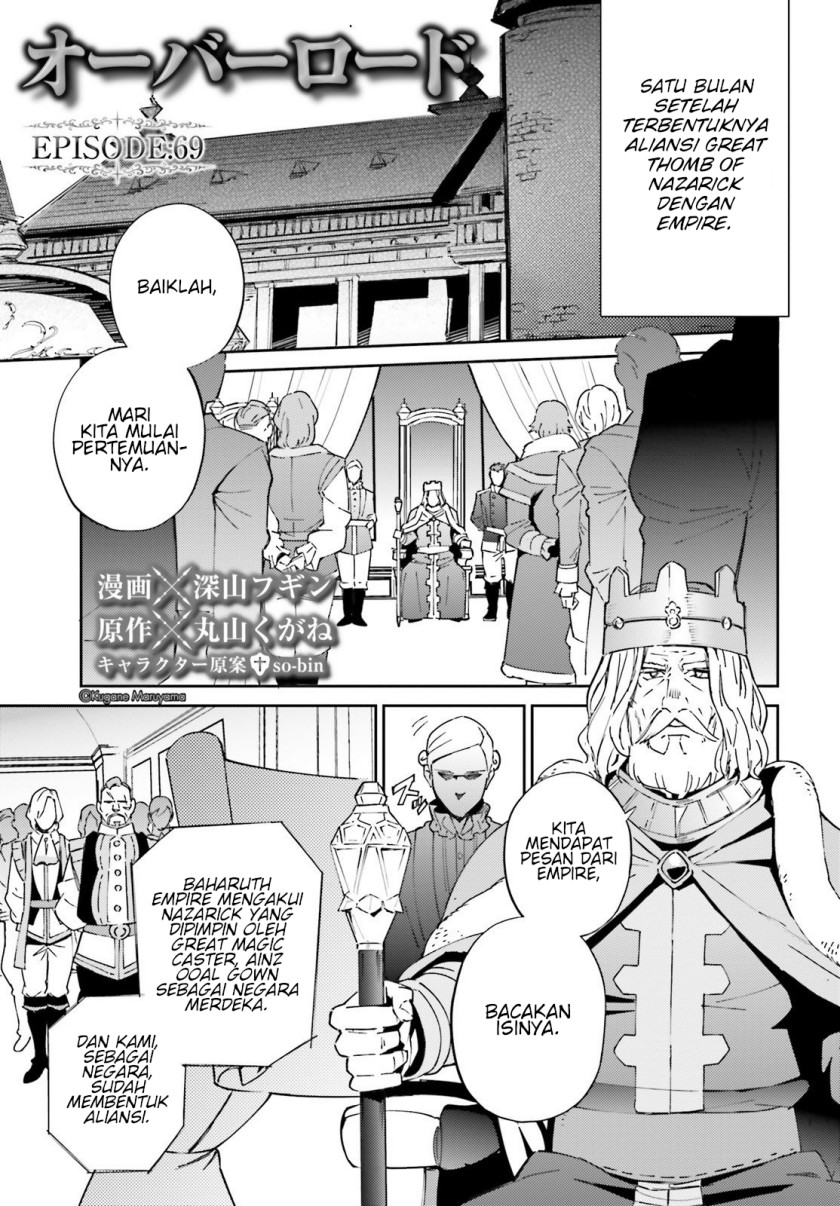 オーバーロード
EPISODE:69
SATU BULAN
SETELAH
TERBENTUKNYA
ALIANSI GREAT
THOMB OF
NAZARICK
DENGAN
EMPIRE.
BAIKLAH,
MARI
KITA MULAI
PERTEMUAN-
NYA.
漫画×深山フギン
原作×丸山くがね
キャラクター原案 so-bin
©Kugane Maruyama
KITA
MENDAPAT
PESAN DARI
EMPIRE,
BACAKAN
ISINYA.
ズッ
BAHARUTH
EMPIRE MENGAKUI
NAZARICK YANG
DIPIMPIN OLEH
GREAT MAGIC
CASTER, AINZ
OOAL GOWN
SEBAGAI NEGARA
MERDEKA.
DAN KAMI,
SEBAGAI
NEGARA,
SUDAH
MEMBENTUK
ALIANSI.